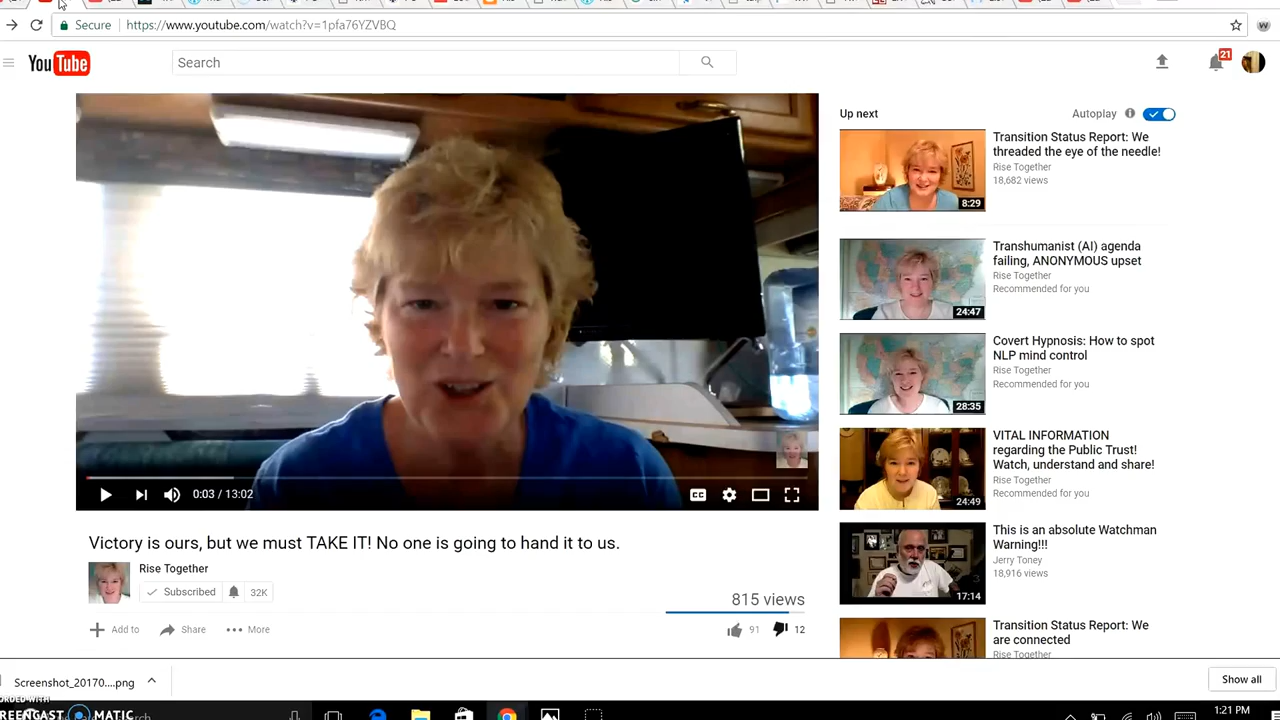 Secure https://www.youtube.com/watch?v=1pfa76YZVBQ
YouTube
Search
21
Up next
Autoplay
Transition Status Report: We
threaded the eye of the needle!
Rise Together
18,682 views
8:29
Transhumanist (AI) agenda
failing, ANONYMOUS upset
Rise Together
Recommended for you
24:47
Covert Hypnosis: How to spot
NLP mind control
Rise Together
Recommended for you
28:35
VITAL INFORMATION
regarding the Public Trust!
Watch, understand and share!
Rise Together
Recommended for you
24:49
This is an absolute Watchman
Warning!!!
Jerry Toney
18,916 views
17:14
Transition Status Report: We
are connected
Rise Together
0:03 / 13:02
CC
Victory is ours, but we must TAKE IT! No one is going to hand it to us.
Rise Together
Subscribed 32K
815 views
Add to Share More
91 12
Screenshot_20170....png
Show all
MATIC
1:21 PM